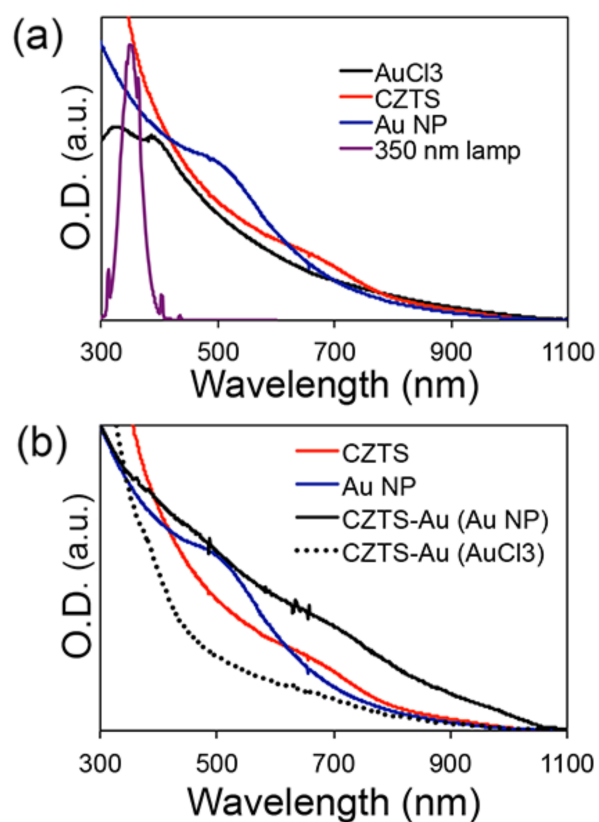 (a)
O.D. (a.u.)
AuCl3
CZTS
Au NP
350 nm lamp
300 500 700 900 1100
Wavelength (nm)
(b)
O.D. (a.u.)
CZTS
Au NP
CZTS-Au (Au NP)
CZTS-Au (AuCl3)
300 500 700 900 1100
Wavelength (nm)